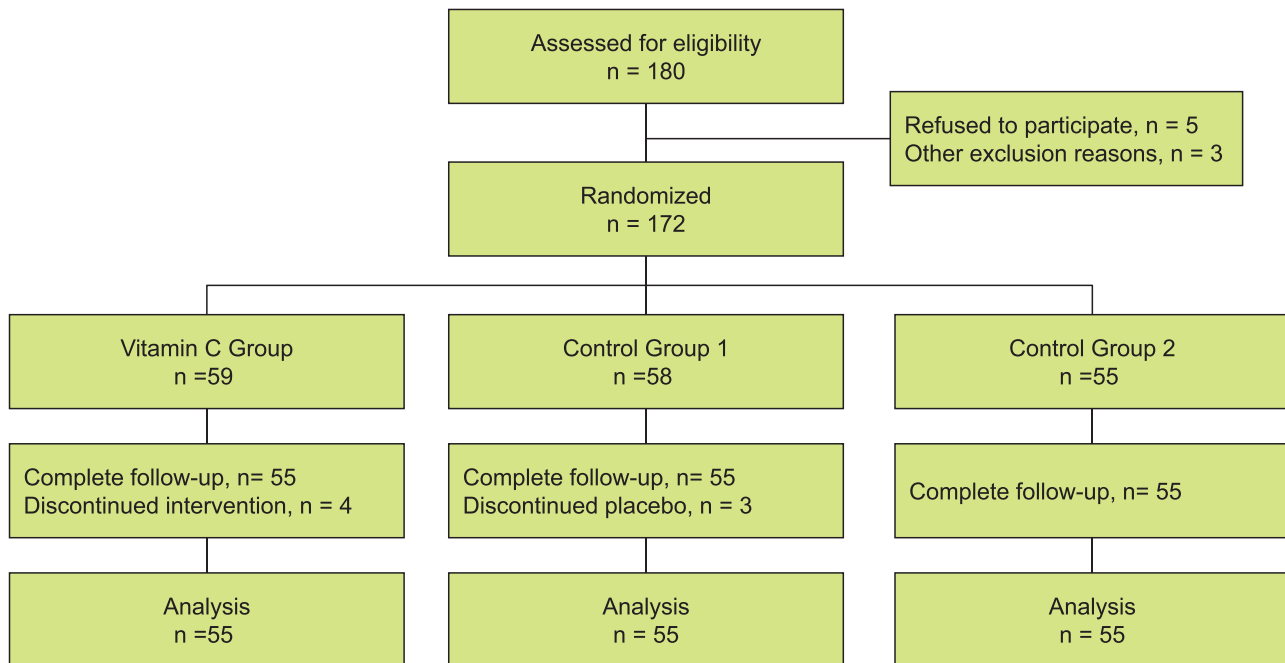 Assessed for eligibility
n = 180
Refused to participate, n = 5
Other exclusion reasons, n = 3
Randomized
n = 172
Vitamin C Group
n =59
Control Group 1
n =58
Control Group 2
n =55
Complete follow-up, n= 55
Discontinued intervention, n = 4
Complete follow-up, n= 55
Discontinued placebo, n = 3
Complete follow-up, n= 55
Analysis
n =55
Analysis
n = 55
Analysis
n = 55